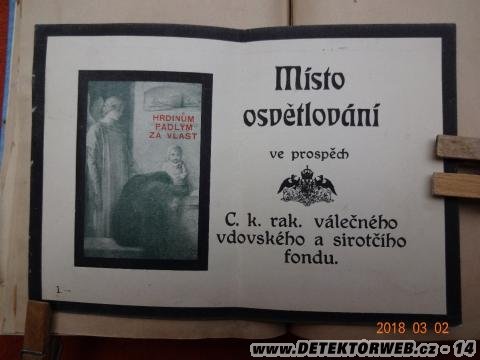 HRDINŮM
PADLÝM
ZA VLAST
Místo
osvětlování
ve prospěch
C. k. rak. válečného
vdovského a sirotčího
fondu.
1.—
2018 03 02
www.DETEKTORWEB.cz - 14